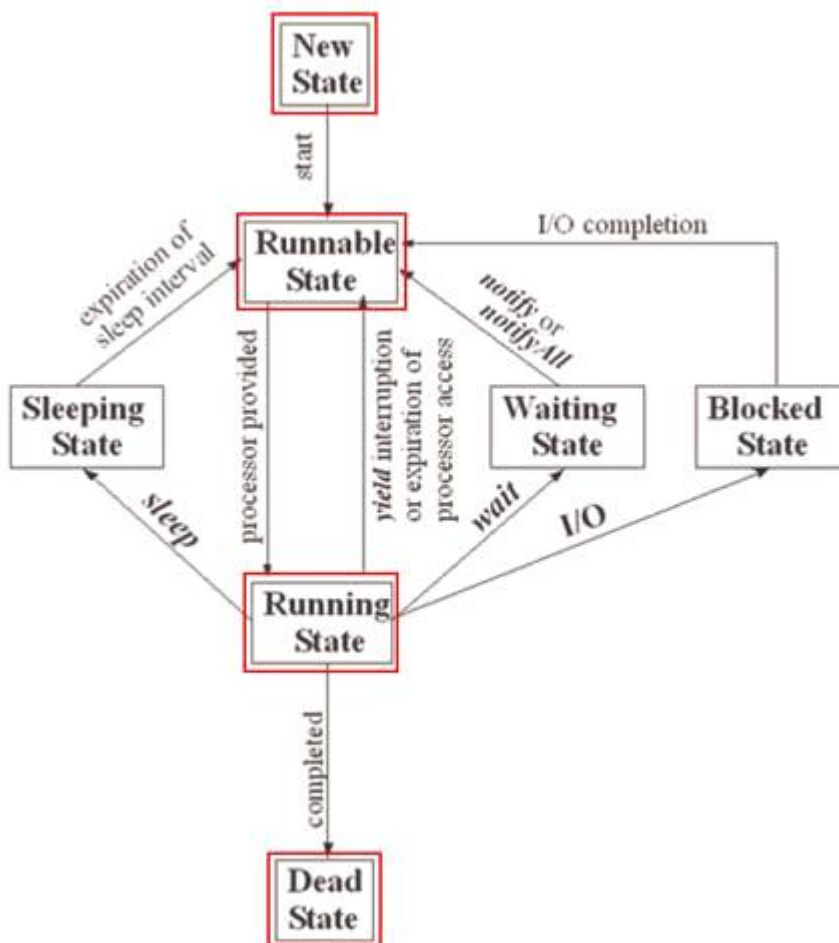 New
State
start
Runnable
State
I/O completion
expiration of
sleep interval
notify or
notifyAll
processor provided
yield interruption
or expiration of
processor access
Sleeping
State
Waiting
State
Blocked
State
sleep
wait
I/O
Running
State
completed
Dead
State